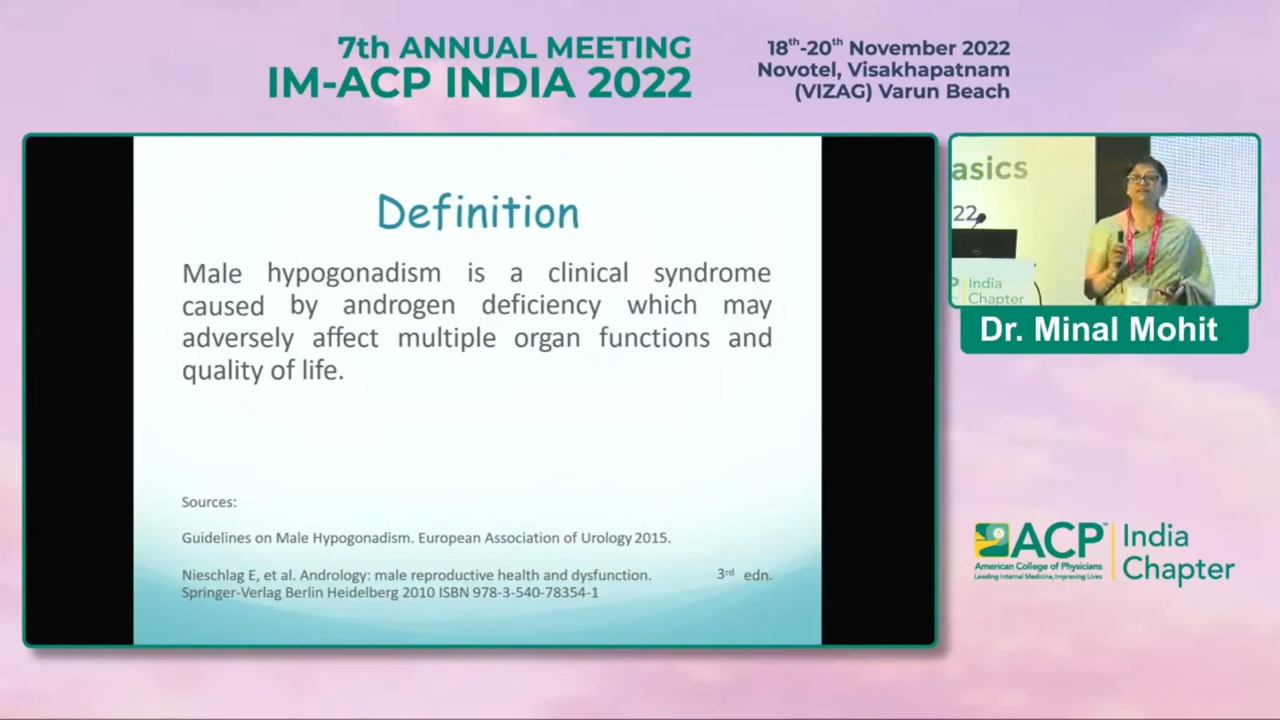 7th ANNUAL MEETING
IM-ACP INDIA 2022
18th-20th November 2022
Novotel, Visakhapatnam
(VIZAG) Varun Beach
Definition
Male hypogonadism is a clinical syndrome
caused by androgen deficiency which may
adversely affect multiple organ functions and
quality of life.
Sources:
Guidelines on Male Hypogonadism. European Association of Urology 2015.
Nieschlag E, et al. Andrology: male reproductive health and dysfunction. 3rd edn.
Springer-Verlag Berlin Heidelberg 2010 ISBN 978-3-540-78354-1
asics
22
P India
Chapter
Dr. Minal Mohit
ACP™
American College of Physicians
Leading Internal Medicine, Improving Lives
India
Chapter